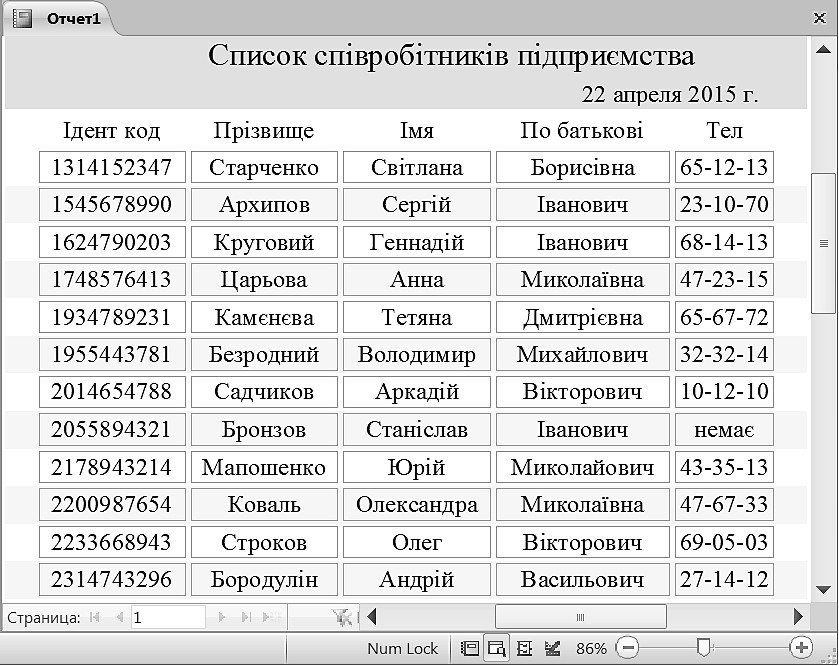 Отчет1
Список співробітників підприємства
22 апреля 2015 г.
Ідент код Прізвище Імя По батькові Тел
1314152347 Старченко Світлана Борисівна 65-12-13
1545678990 Архипов Сергій Іванович 23-10-70
1624790203 Круговий Геннадій Іванович 68-14-13
1748576413 Царьова Анна Миколаївна 47-23-15
1934789231 Камєнєва Тетяна Дмитрієвна 65-67-72
1955443781 Безродний Володимир Михайлович 32-32-14
2014654788 Садчиков Аркадій Вікторович 10-12-10
2055894321 Бронзов Станіслав Іванович немає
2178943214 Мапошенко Юрій Миколайович 43-35-13
2200987654 Коваль Олександра Миколаївна 47-67-33
2233668943 Строков Олег Вікторович 69-05-03
2314743296 Бородулін Андрій Васильович 27-14-12
Страница: 1
Num Lock 86%